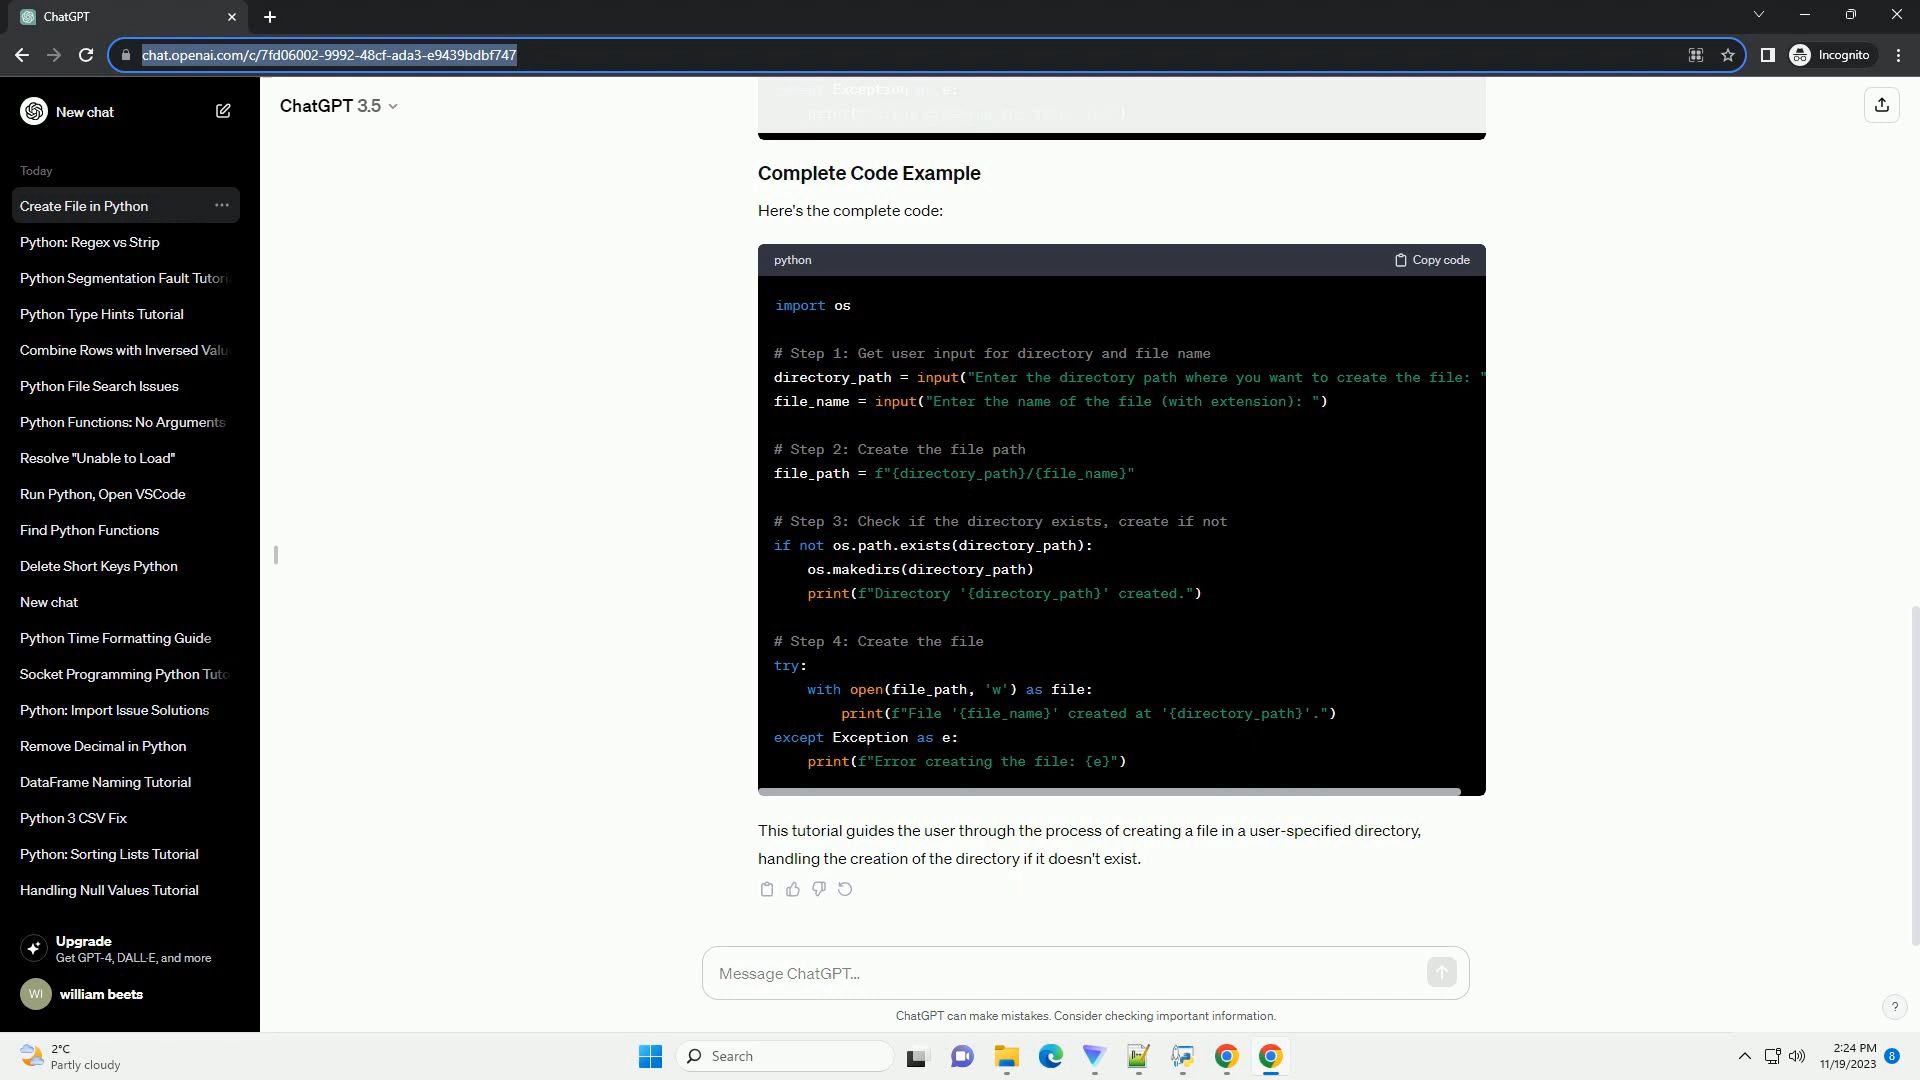 ChatGPT
chat.openai.com/c/7fd06002-9992-48cf-ada3-e9439bdbf747
Incognito
New chat
ChatGPT 3.5
Today
Create File in Python
Python: Regex vs Strip
Python Segmentation Fault Tutori
Python Type Hints Tutorial
Combine Rows with Inversed Valu
Python File Search Issues
Python Functions: No Arguments
Resolve "Unable to Load"
Run Python, Open VSCode
Find Python Functions
Delete Short Keys Python
New chat
Python Time Formatting Guide
Socket Programming Python Tuto
Python: Import Issue Solutions
Remove Decimal in Python
DataFrame Naming Tutorial
Python 3 CSV Fix
Python: Sorting Lists Tutorial
Handling Null Values Tutorial
Upgrade
Get GPT-4, DALL·E, and more
WI
william beets
Exception as e:
Complete Code Example
Here's the complete code:
python
Copy code
import os
# Step 1: Get user input for directory and file name
directory_path = input("Enter the directory path where you want to create the file: "
file_name = input("Enter the name of the file (with extension): ")
# Step 2: Create the file path
file_path = f"{directory_path}/{file_name}"
# Step 3: Check if the directory exists, create if not
if not os.path.exists(directory_path):
os.makedirs(directory_path)
print(f"Directory '{directory_path}' created.")
# Step 4: Create the file
try:
with open(file_path, 'w') as file:
print(f"File '{file_name}' created at '{directory_path}'.")
except Exception as e:
print(f"Error creating the file: {e}")
This tutorial guides the user through the process of creating a file in a user-specified directory,
handling the creation of the directory if it doesn't exist.
Message ChatGPT...
ChatGPT can make mistakes. Consider checking important information.
?
2°C
Partly cloudy
Search
2:24 PM
11/19/2023
8